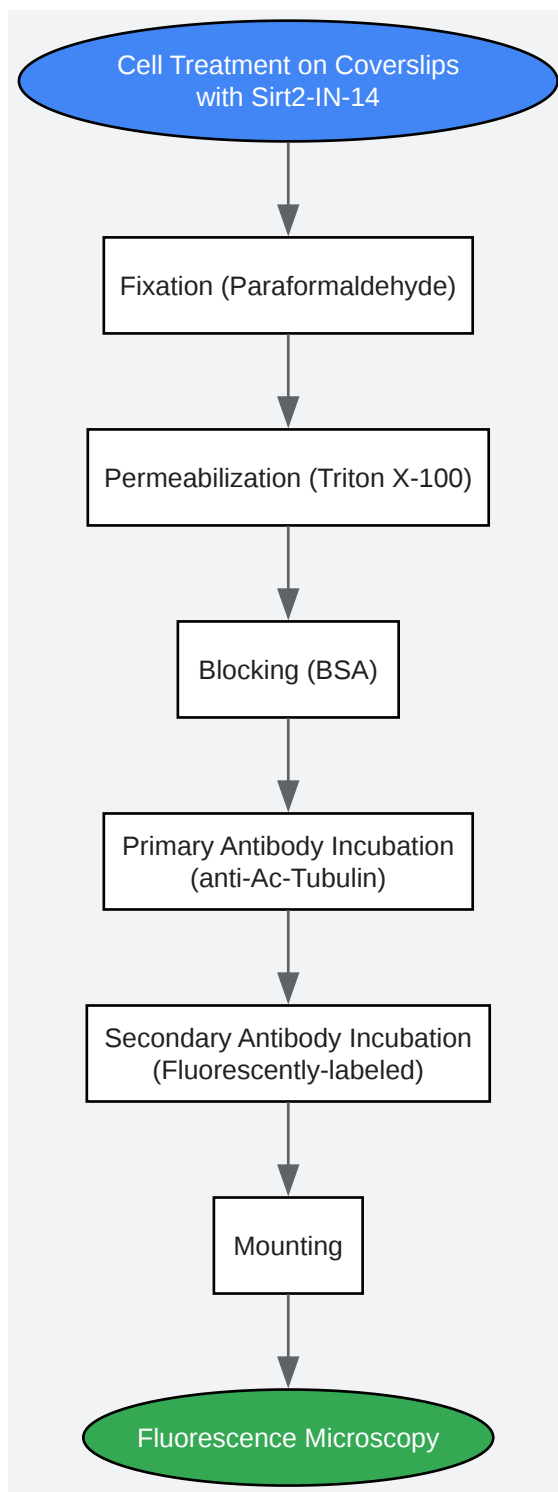 Cell Treatment on Coverslips
with Sirt2-IN-14
Fixation (Paraformaldehyde)
Permeabilization (Triton X-100)
Blocking (BSA)
Primary Antibody Incubation
(anti-Ac-Tubulin)
Secondary Antibody Incubation
(Fluorescently-labeled)
Mounting
Fluorescence Microscopy